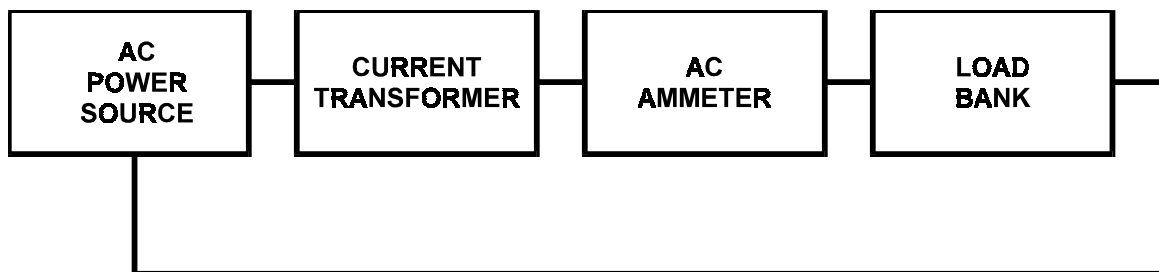 AC
POWER
SOURCE
CURRENT
TRANSFORMER
AC
AMMETER
LOAD
BANK